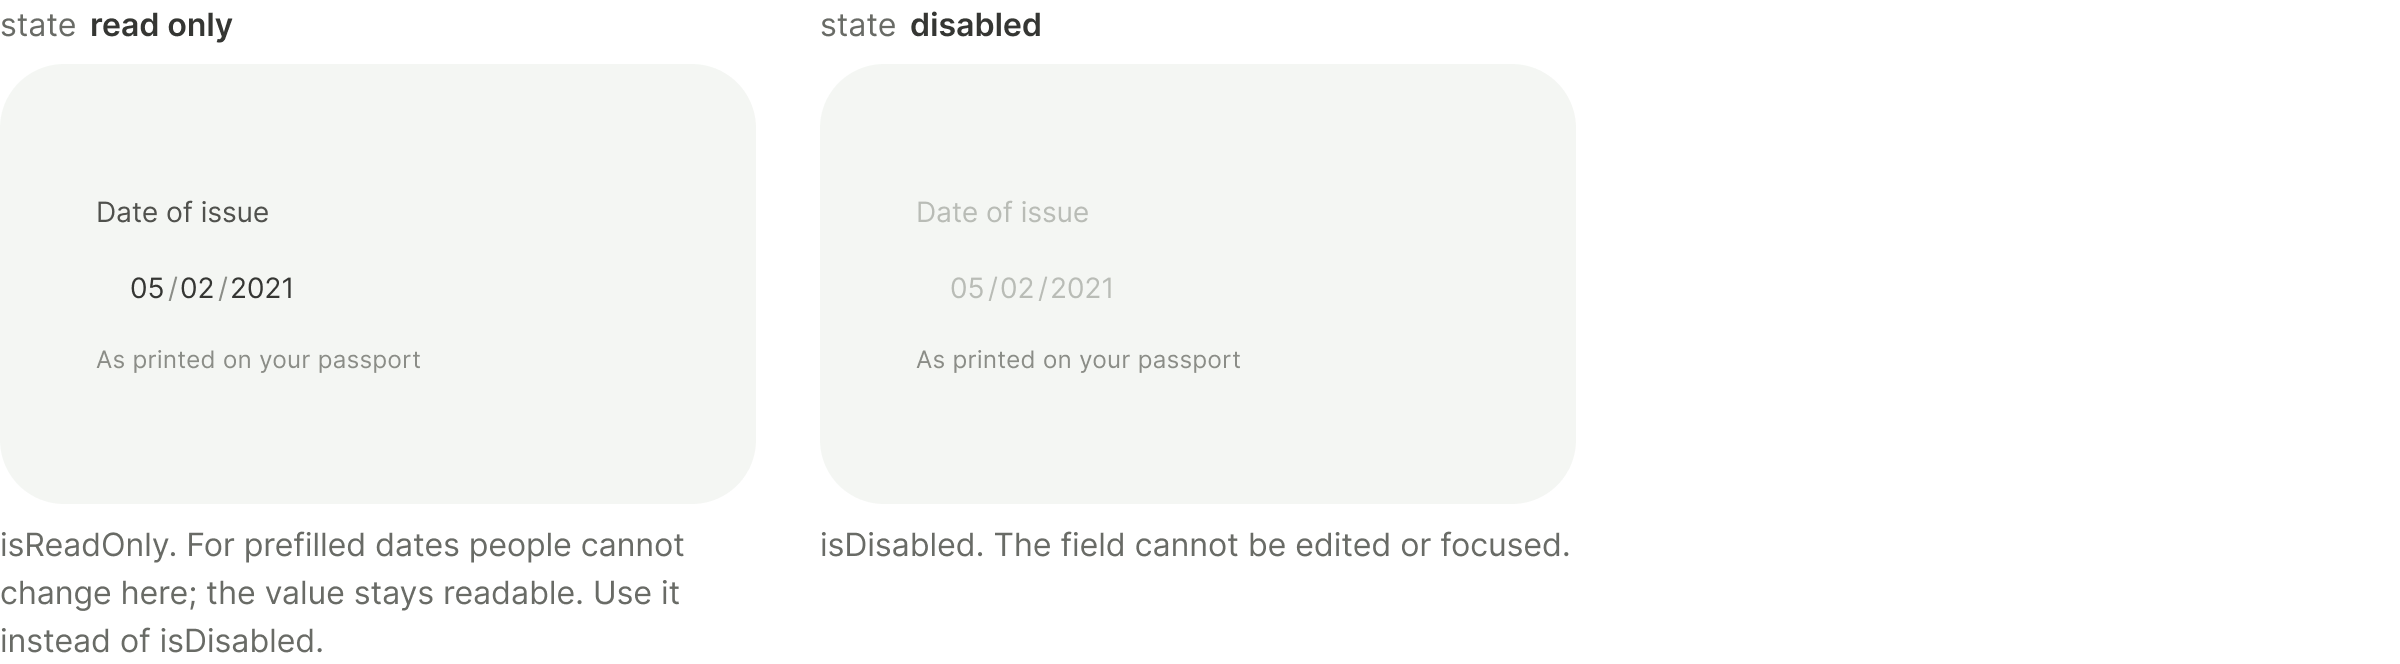 state read only
Date of issue
05/02/2021
As printed on your passport
isReadOnly. For prefilled dates people cannot
change here; the value stays readable. Use it
instead of isDisabled.
state disabled
Date of issue
05/02/2021
As printed on your passport
isDisabled. The field cannot be edited or focused.